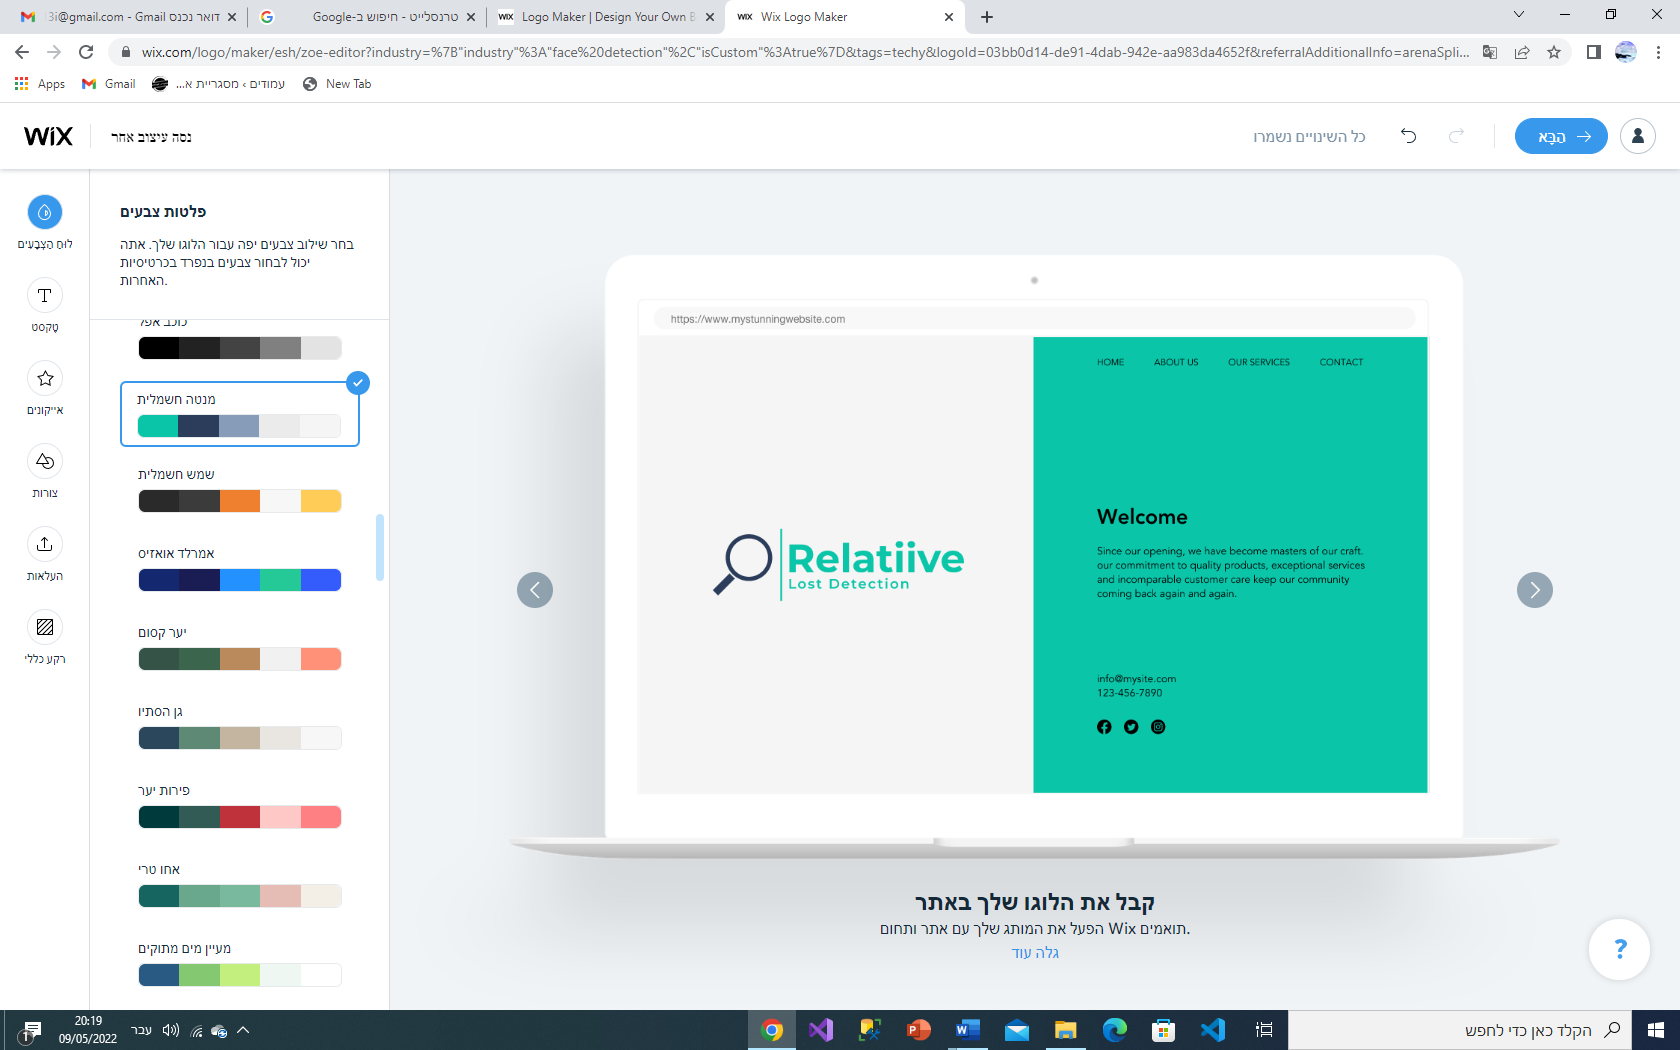 3i@gmail.com - Gmail דואר נכנס
טרנסלייט - חיפוש ב-Google
WIX Logo Maker | Design Your Own B
WIX Wix Logo Maker
wix.com/logo/maker/esh/zoe-editor?industry=%7B"industry"%3A"face%20detection"%2C"isCustom"%3Atrue%7D&tags=techy&logoId=03bb0d14-de91-4dab-942e-aa983da4652f&referralAdditionalInfo=arenaSpli...
Apps
Gmail
עמודים › מסגריית א...
New Tab
WiX
נסה עיצוב אחר
כל השינויים נשמרו
הַבָּא
לוּחַ הַצְבָעִים
טֶקסט
אייקונים
צורות
העלאות
רקע כללי
פלטות צבעים
בחר שילוב צבעים יפה עבור הלוגו שלך. אתה
יכול לבחור צבעים בנפרד בכרטיסיות
האחרות.
כוכב אפל
מנטה חשמלית
שמש חשמלית
אמרלד אואזיס
יער קסום
גן הסתיו
פירות יער
אחו טרי
מעיין מים מתוקים
https://www.mystunningwebsite.com
HOME ABOUT US OUR SERVICES CONTACT
Relatiive
Lost Detection
Welcome
Since our opening, we have become masters of our craft.
our commitment to quality products, exceptional services
and incomparable customer care keep our community
coming back again and again.
info@mysite.com
123-456-7890
קבל את הלוגו שלך באתר
הפעל את המותג שלך עם אתר ותחום Wix תואמים.
גלה עוד
?
1
20:19
09/05/2022
עבר
הקלד כאן כדי לחפש